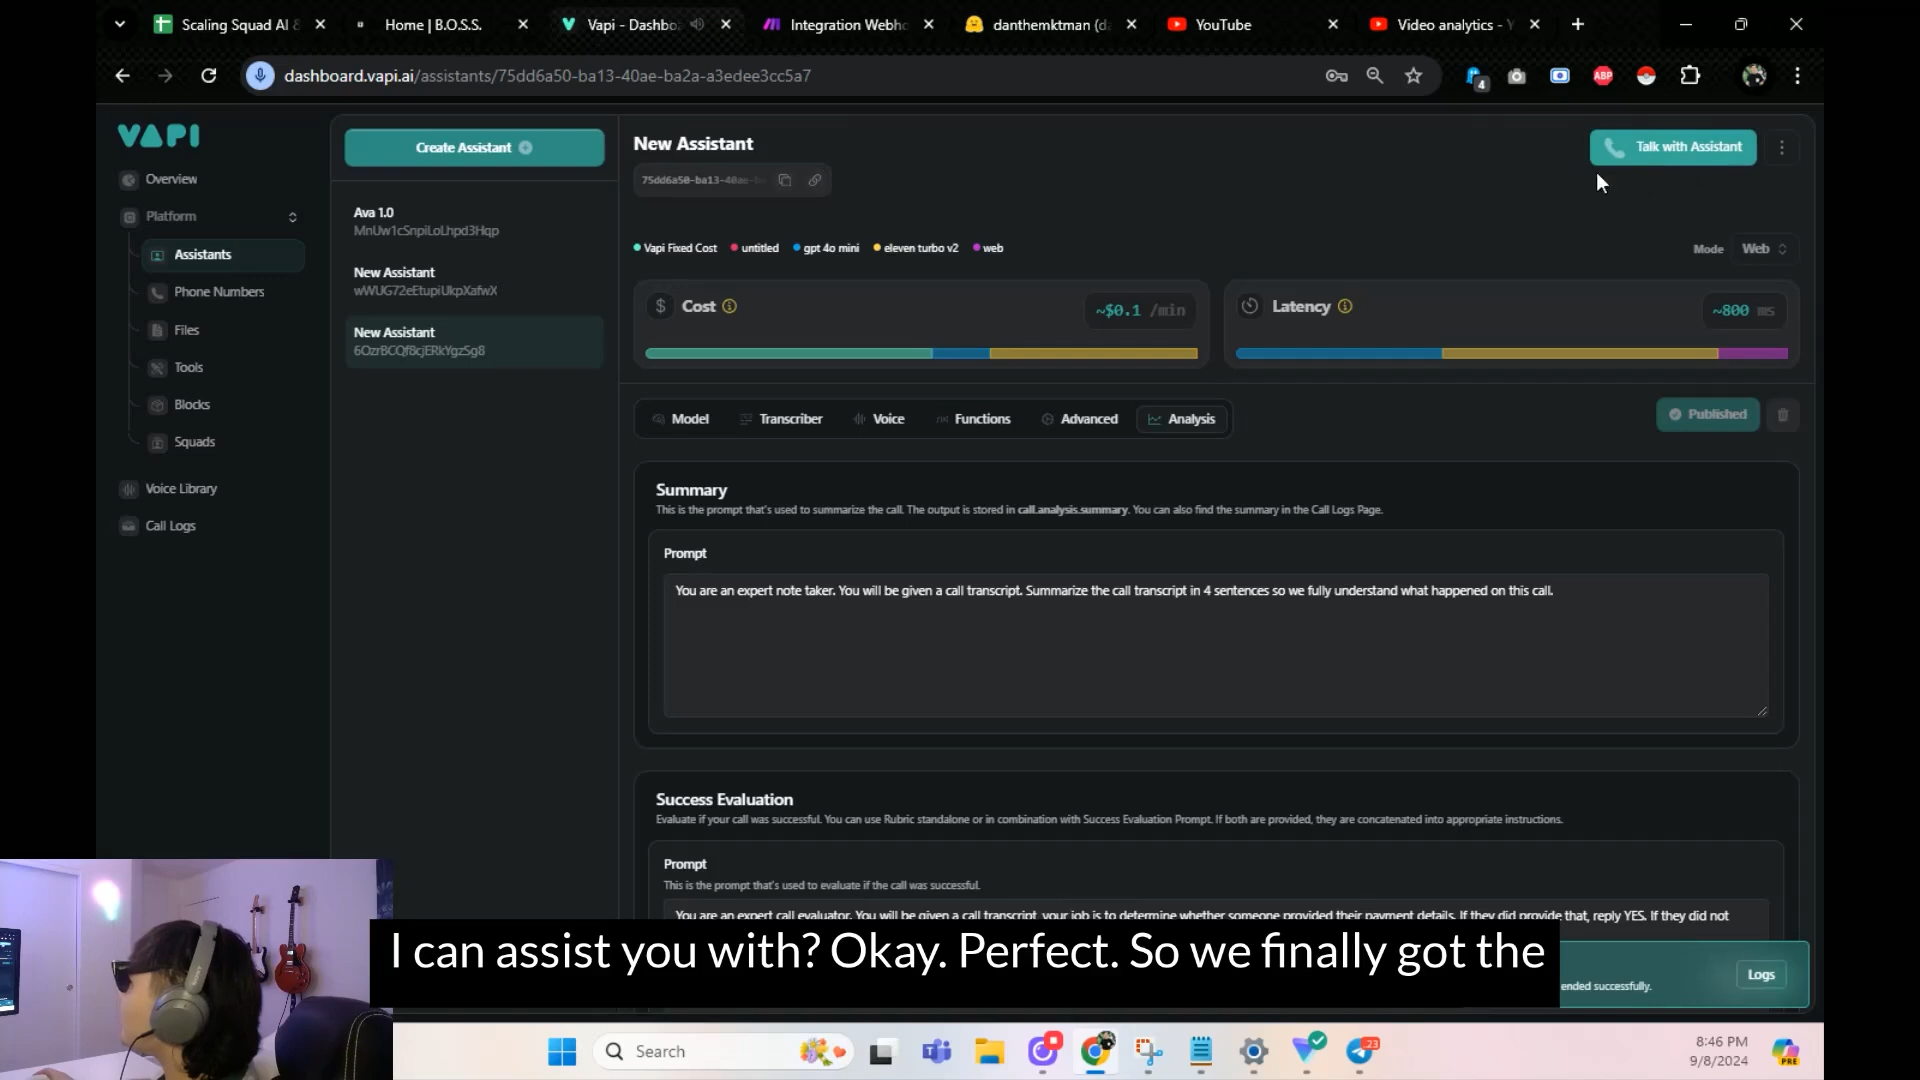 Scaling Squad AI &
Home | B.O.S.S.
Vapi - Dashbo
Integration Webho
danthemktman (d
YouTube
Video analytics - Y
dashboard.vapi.ai/assistants/75dd6a50-ba13-40ae-ba2a-a3edee3cc5a7
4
ABP
VAPI
Overview
Platform
Assistants
Phone Numbers
Files
Tools
Blocks
Squads
Voice Library
Call Logs
Create Assistant
Ava 1.0
MnUw1cSnpiLoLhpd3Hqp
New Assistant
wWUG72eEtupiUkpXafwX
New Assistant
6OzrBCQf8cjERkYgzSg8
New Assistant
75dd6a50-ba13-40ae-b
Talk with Assistant
Vapi Fixed Cost
untitled
gpt 4o mini
eleven turbo v2
web
Mode
Web
$ Cost
~$0.1 /min
Latency
~800 ms
Model
Transcriber
Voice
Functions
Advanced
Analysis
Published
Summary
This is the prompt that's used to summarize the call. The output is stored in call.analysis.summary. You can also find the summary in the Call Logs Page.
Prompt
You are an expert note taker. You will be given a call transcript. Summarize the call transcript in 4 sentences so we fully understand what happened on this call.
Success Evaluation
Evaluate if your call was successful. You can use Rubric standalone or in combination with Success Evaluation Prompt. If both are provided, they are concatenated into appropriate instructions.
Prompt
This is the prompt that's used to evaluate if the call was successful.
You are an expert call evaluator. You will be given a call transcript, your job is to determine whether someone provided their payment details. If they did provide that, reply YES. If they did not
I can assist you with? Okay. Perfect. So we finally got the
ended successfully.
Logs
Search
23
8:46 PM
9/8/2024
PRE